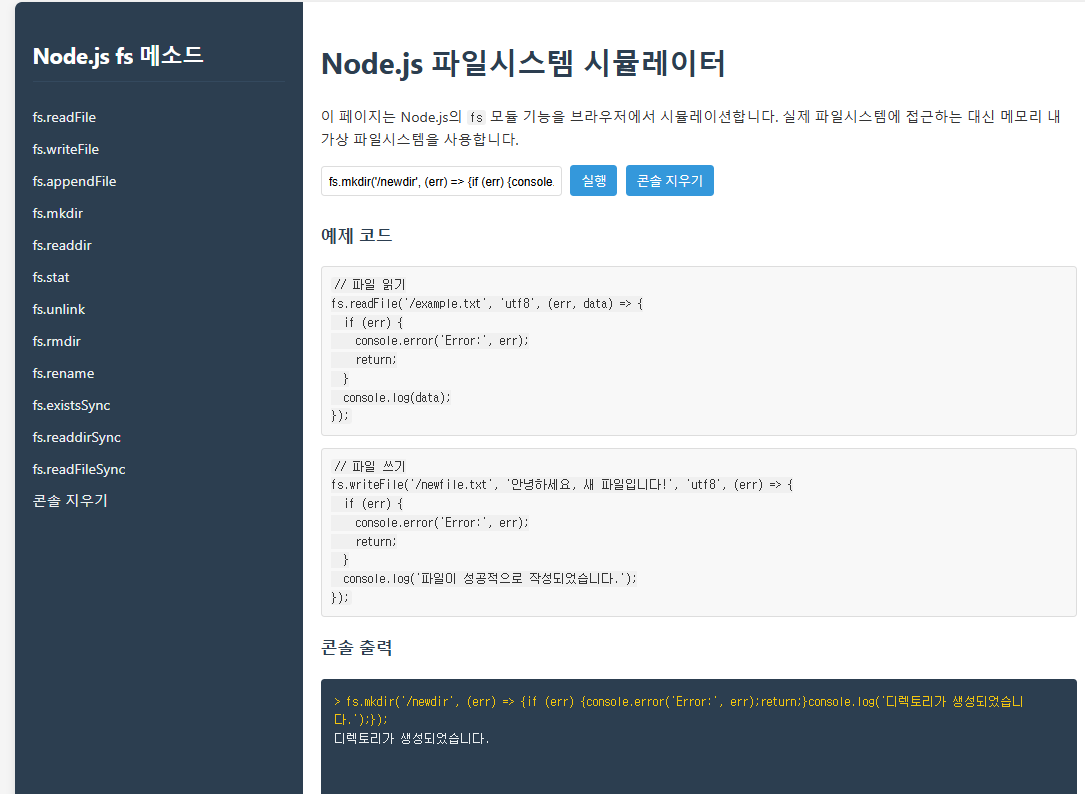 Node.js fs 메소드
fs.readFile
fs.writeFile
fs.appendFile
fs.mkdir
fs.readdir
fs.stat
fs.unlink
fs.rmdir
fs.rename
fs.existsSync
fs.readdirSync
fs.readFileSync
콘솔 지우기
Node.js 파일시스템 시뮬레이터
이 페이지는 Node.js의 fs 모듈 기능을 브라우저에서 시뮬레이션합니다. 실제 파일시스템에 접근하는 대신 메모리 내
가상 파일시스템을 사용합니다.
fs.mkdir('/newdir', (err) => {if (err) {console. 실행 콘솔 지우기
예제 코드
// 파일 읽기
fs.readFile('/example.txt', 'utf8', (err, data) => {
  if (err) {
    console.error('Error:', err);
    return;
  }
  console.log(data);
});
// 파일 쓰기
fs.writeFile('/newfile.txt', '안녕하세요, 새 파일입니다!', 'utf8', (err) => {
  if (err) {
    console.error('Error:', err);
    return;
  }
  console.log('파일이 성공적으로 작성되었습니다.');
});
콘솔 출력
> fs.mkdir('/newdir', (err) => {if (err) {console.error('Error:', err);return;}console.log('디렉토리가 생성되었습니
다.');});
디렉토리가 생성되었습니다.